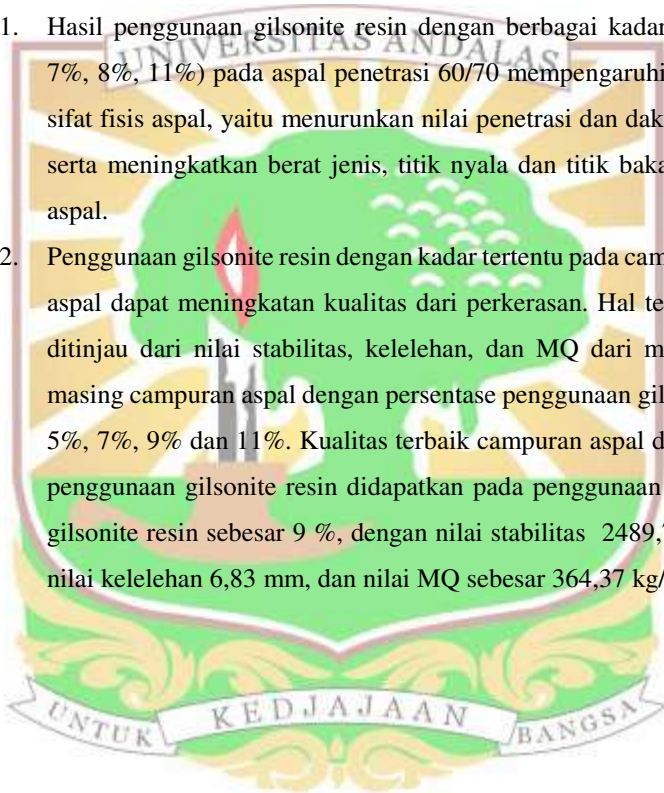 1. Hasil penggunaan gilsonite resin dengan berbagai kadar
UNIVERSITAS ANDALAS
7%, 8%, 11%) pada aspal penetrasi 60/70 mempengaruhi
sifat fisis aspal, yaitu menurunkan nilai penetrasi dan dak
serta meningkatkan berat jenis, titik nyala dan titik baka
aspal.
2. Penggunaan gilsonite resin dengan kadar tertentu pada cam
aspal dapat meningkatan kualitas dari perkerasan. Hal te
ditinjau dari nilai stabilitas, kelelehan, dan MQ dari m
masing campuran aspal dengan persentase penggunaan gil
5%, 7%, 9% dan 11%. Kualitas terbaik campuran aspal d
penggunaan gilsonite resin didapatkan pada penggunaan
gilsonite resin sebesar 9 %, dengan nilai stabilitas 2489,
nilai kelelehan 6,83 mm, dan nilai MQ sebesar 364,37 kg/
UNTUK KEDJAJAAN BANGSA